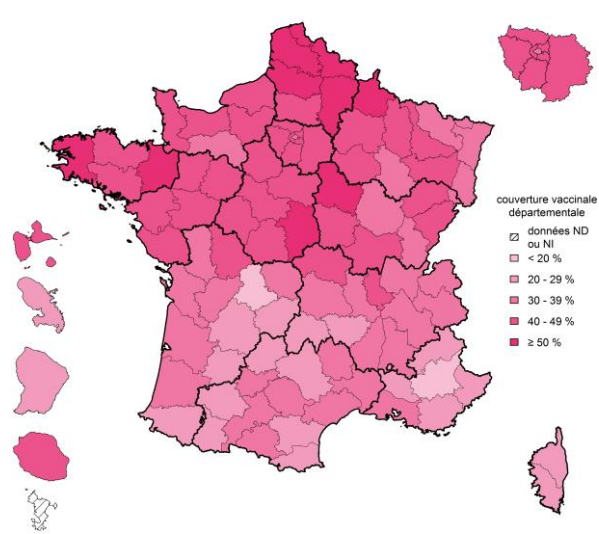 couverture vaccinale
départementale
données ND
ou NI
< 20 %
20 - 29 %
30 - 39 %
40 - 49 %
≥ 50 %